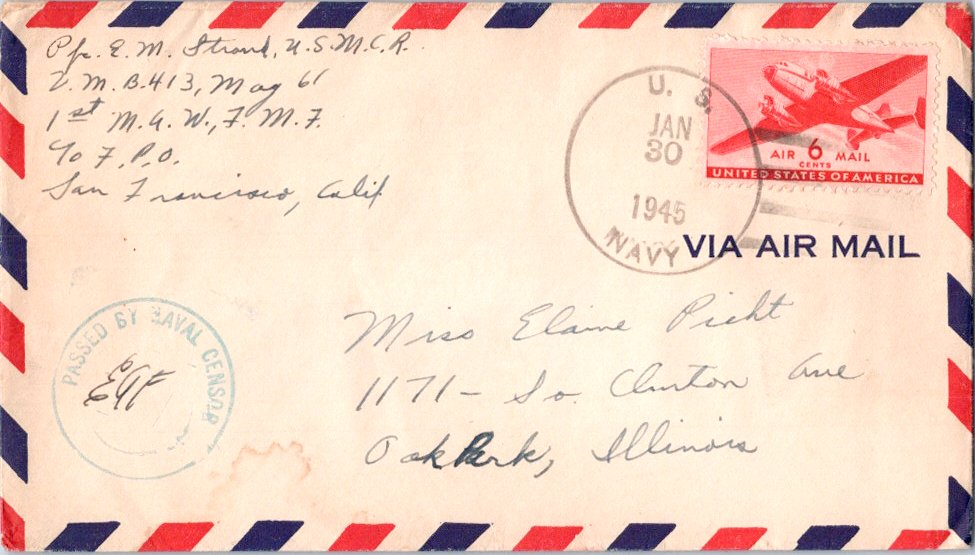 Pfc. E. M. Strand, U.S.M.C.R.
V.M.B-413, Mag 61
1st M.A.W., F.M.F.
℅ F.P.O.
San Francisco, Calif
U. S.
JAN
30
1945
NAVY
AIR 6 MAIL
CENTS
UNITED STATES OF AMERICA
VIA AIR MAIL
PASSED BY NAVAL CENSOR
Miss Elaine Picht
1171- So. Clinton Ave
Oak Park, Illinois